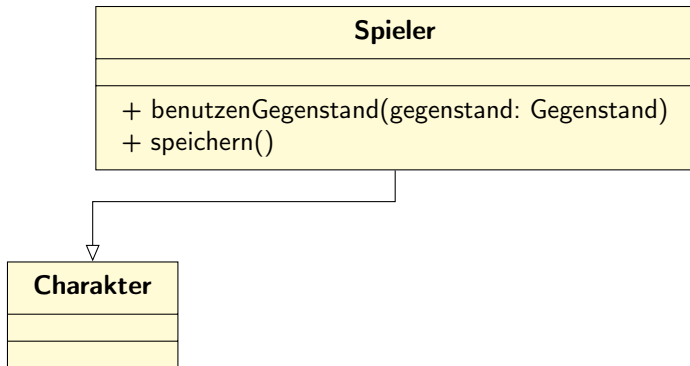 Spieler
+ benutzenGegenstand(gegenstand: Gegenstand)
+ speichern()
Charakter